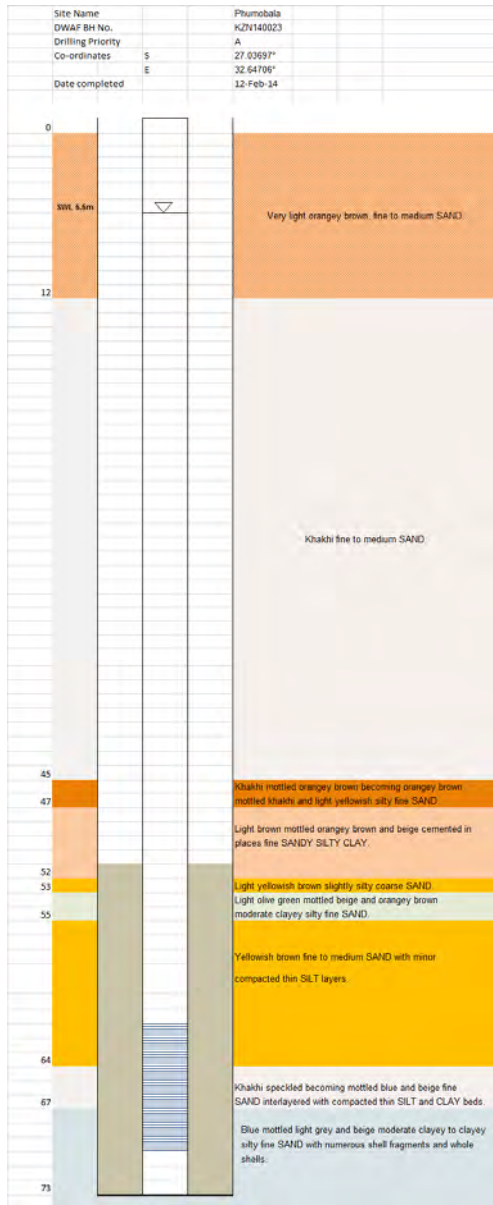 Site Name Phumobala
DWAF BH No. KZN140023
Drilling Priority A
Co-ordinates S 27.03697°
E 32.64706°
Date completed 12-Feb-14
0
SWL 6.6m
Very light orangey brown, fine to medium SAND.
12
Khakhi fine to medium SAND
45
Khakhi mottled orangey brown becoming orangey brown
mottled khakhi and light yellowish silty fine SAND
47
Light brown mottled orangey brown and beige cemented in
places fine SANDY SILTY CLAY.
52
Light yellowish brown slightly silty coarse SAND.
53
Light olive green mottled beige and orangey brown
moderate clayey silty fine SAND.
55
Yellowish brown fine to medium SAND with minor
compacted thin SILT layers.
64
Khakhi speckled becoming mottled blue and beige fine
SAND interlayered with compacted thin SILT and CLAY beds.
67
Blue mottled light grey and beige moderate clayey to clayey
silty fine SAND with numerous shell fragments and whole
shells.
73